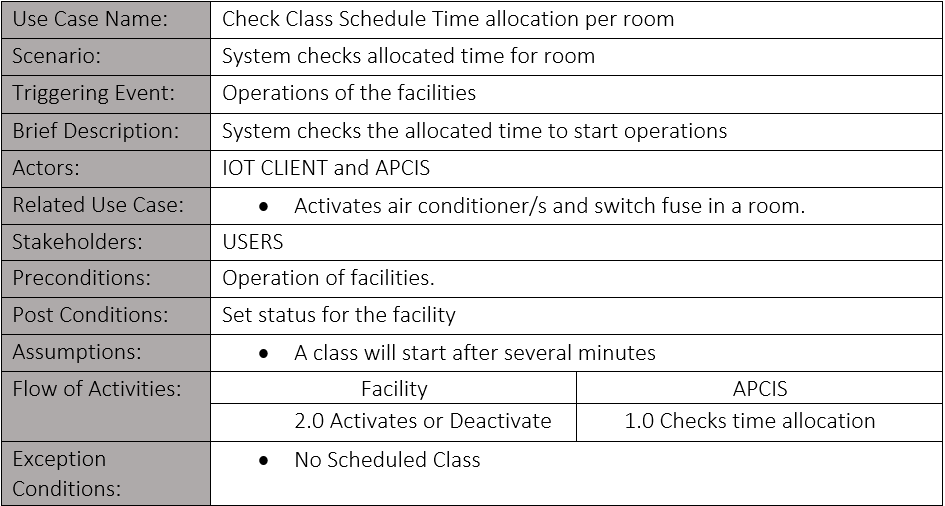 Use Case Name: Check Class Schedule Time allocation per room
Scenario: System checks allocated time for room
Triggering Event: Operations of the facilities
Brief Description: System checks the allocated time to start operations
Actors: IOT CLIENT and APCIS
Related Use Case: • Activates air conditioner/s and switch fuse in a room.
Stakeholders: USERS
Preconditions: Operation of facilities.
Post Conditions: Set status for the facility
Assumptions: • A class will start after several minutes
Flow of Activities: Facility APCIS
2.0 Activates or Deactivate 1.0 Checks time allocation
Exception • No Scheduled Class
Conditions: